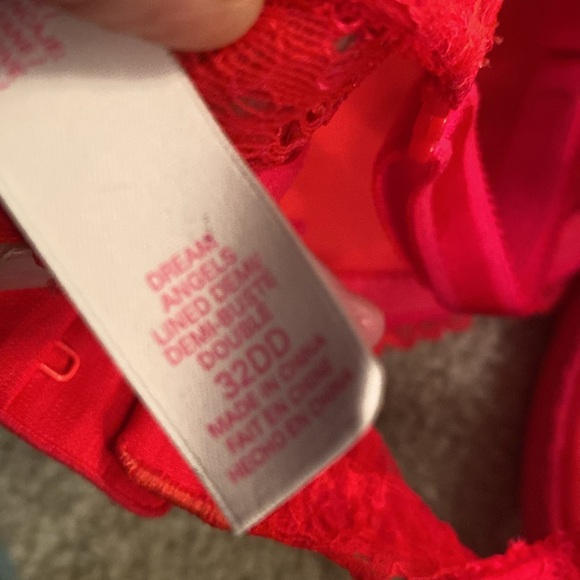 DREAM
ANGELS
LINED DEMI
DEMI-BUSTE
DOUBLÉ
32DD
MADE IN CHINA
FAIT EN CHINE
HECHO EN CHINA